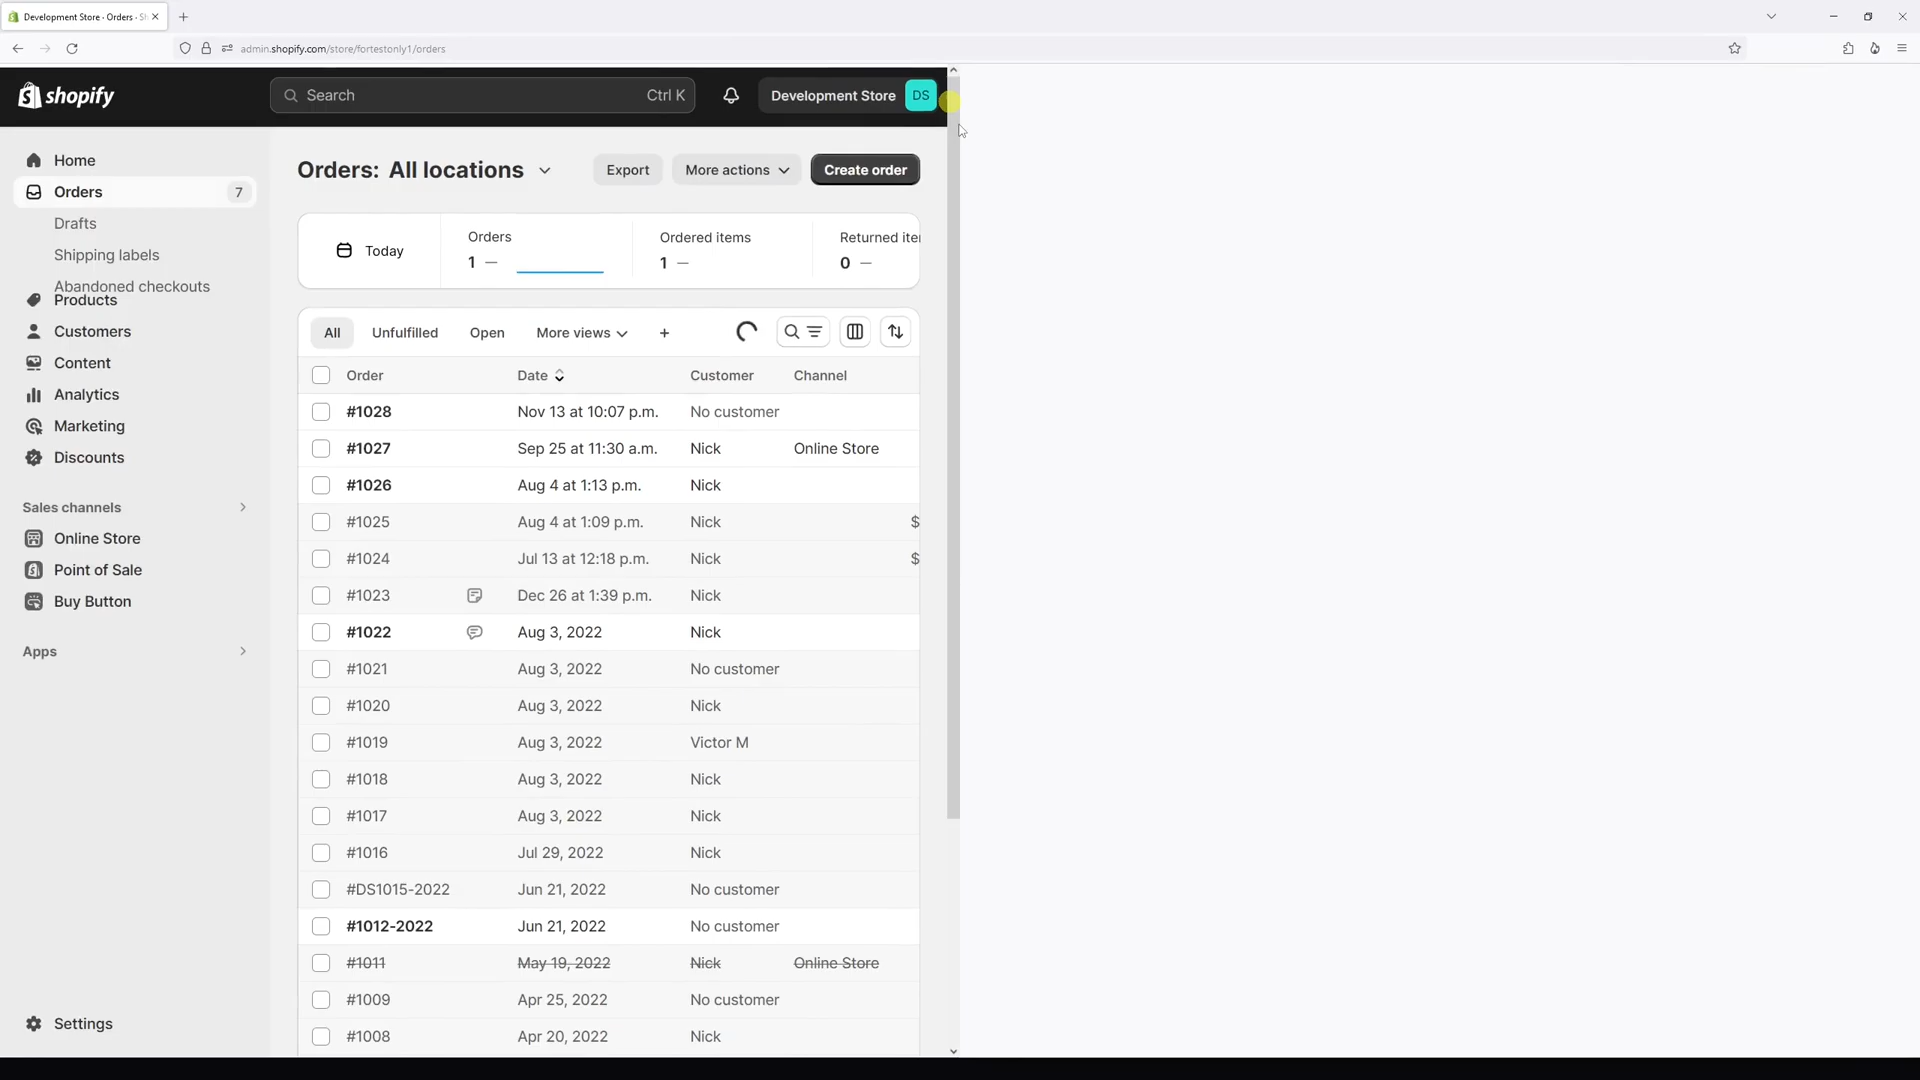 Development Store · Orders · Sh
admin.shopify.com/store/fortestonly1/orders
shopify
Search
Ctrl K
Development Store
DS
Home
Orders
7
Drafts
Shipping labels
Abandoned checkouts
Products
Customers
Content
Analytics
Marketing
Discounts
Sales channels
Online Store
Point of Sale
Buy Button
Apps
Settings
Orders: All locations
Export
More actions
Create order
Today
Orders
1 —
Ordered items
1 —
Returned iter
0 —
All
Unfulfilled
Open
More views
+
Order Date Customer Channel
#1028 Nov 13 at 10:07 p.m. No customer
#1027 Sep 25 at 11:30 a.m. Nick Online Store
#1026 Aug 4 at 1:13 p.m. Nick
#1025 Aug 4 at 1:09 p.m. Nick $
#1024 Jul 13 at 12:18 p.m. Nick $
#1023 Dec 26 at 1:39 p.m. Nick
#1022 Aug 3, 2022 Nick
#1021 Aug 3, 2022 No customer
#1020 Aug 3, 2022 Nick
#1019 Aug 3, 2022 Victor M
#1018 Aug 3, 2022 Nick
#1017 Aug 3, 2022 Nick
#1016 Jul 29, 2022 Nick
#DS1015-2022 Jun 21, 2022 No customer
#1012-2022 Jun 21, 2022 No customer
#1011 May 19, 2022 Nick Online Store
#1009 Apr 25, 2022 No customer
#1008 Apr 20, 2022 Nick